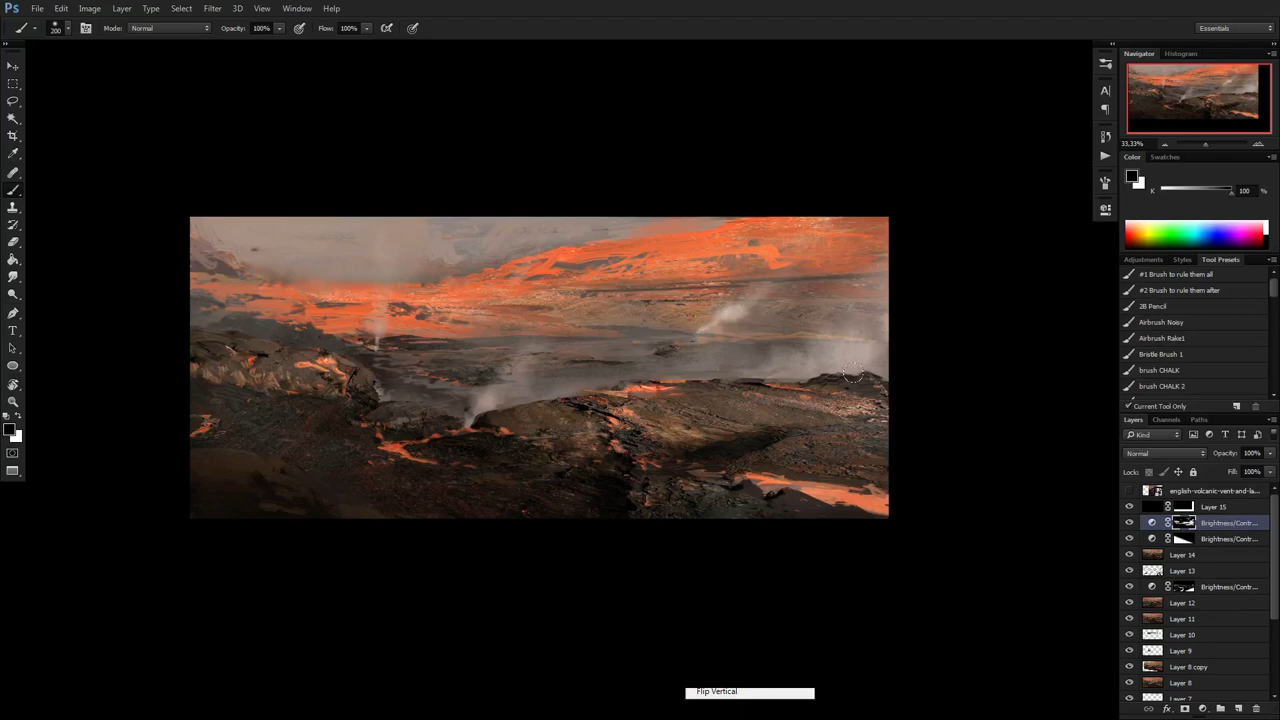 Ps File Edit Image Layer Type Select Filter 3D View Window Help
200 Mode: Normal Opacity: 100% Flow: 100% Essentials
Navigator Histogram
33,33%
Color Swatches
K 100 %
Adjustments Styles Tool Presets
#1 Brush to rule them all
#2 Brush to rule them after
2B Pencil
Airbrush Noisy
Airbrush Rake1
Bristle Brush 1
brush CHALK
brush CHALK 2
Current Tool Only
Layers Channels Paths
Kind
Normal Opacity: 100%
Lock: Fill: 100%
english-volcanic-vent-and-la...
Layer 15
Brightness/Contr...
Brightness/Contr...
Layer 14
Layer 13
Brightness/Contr...
Layer 12
Layer 11
Layer 10
Layer 9
Layer 8 copy
Layer 8
Layer 7
Flip Vertical